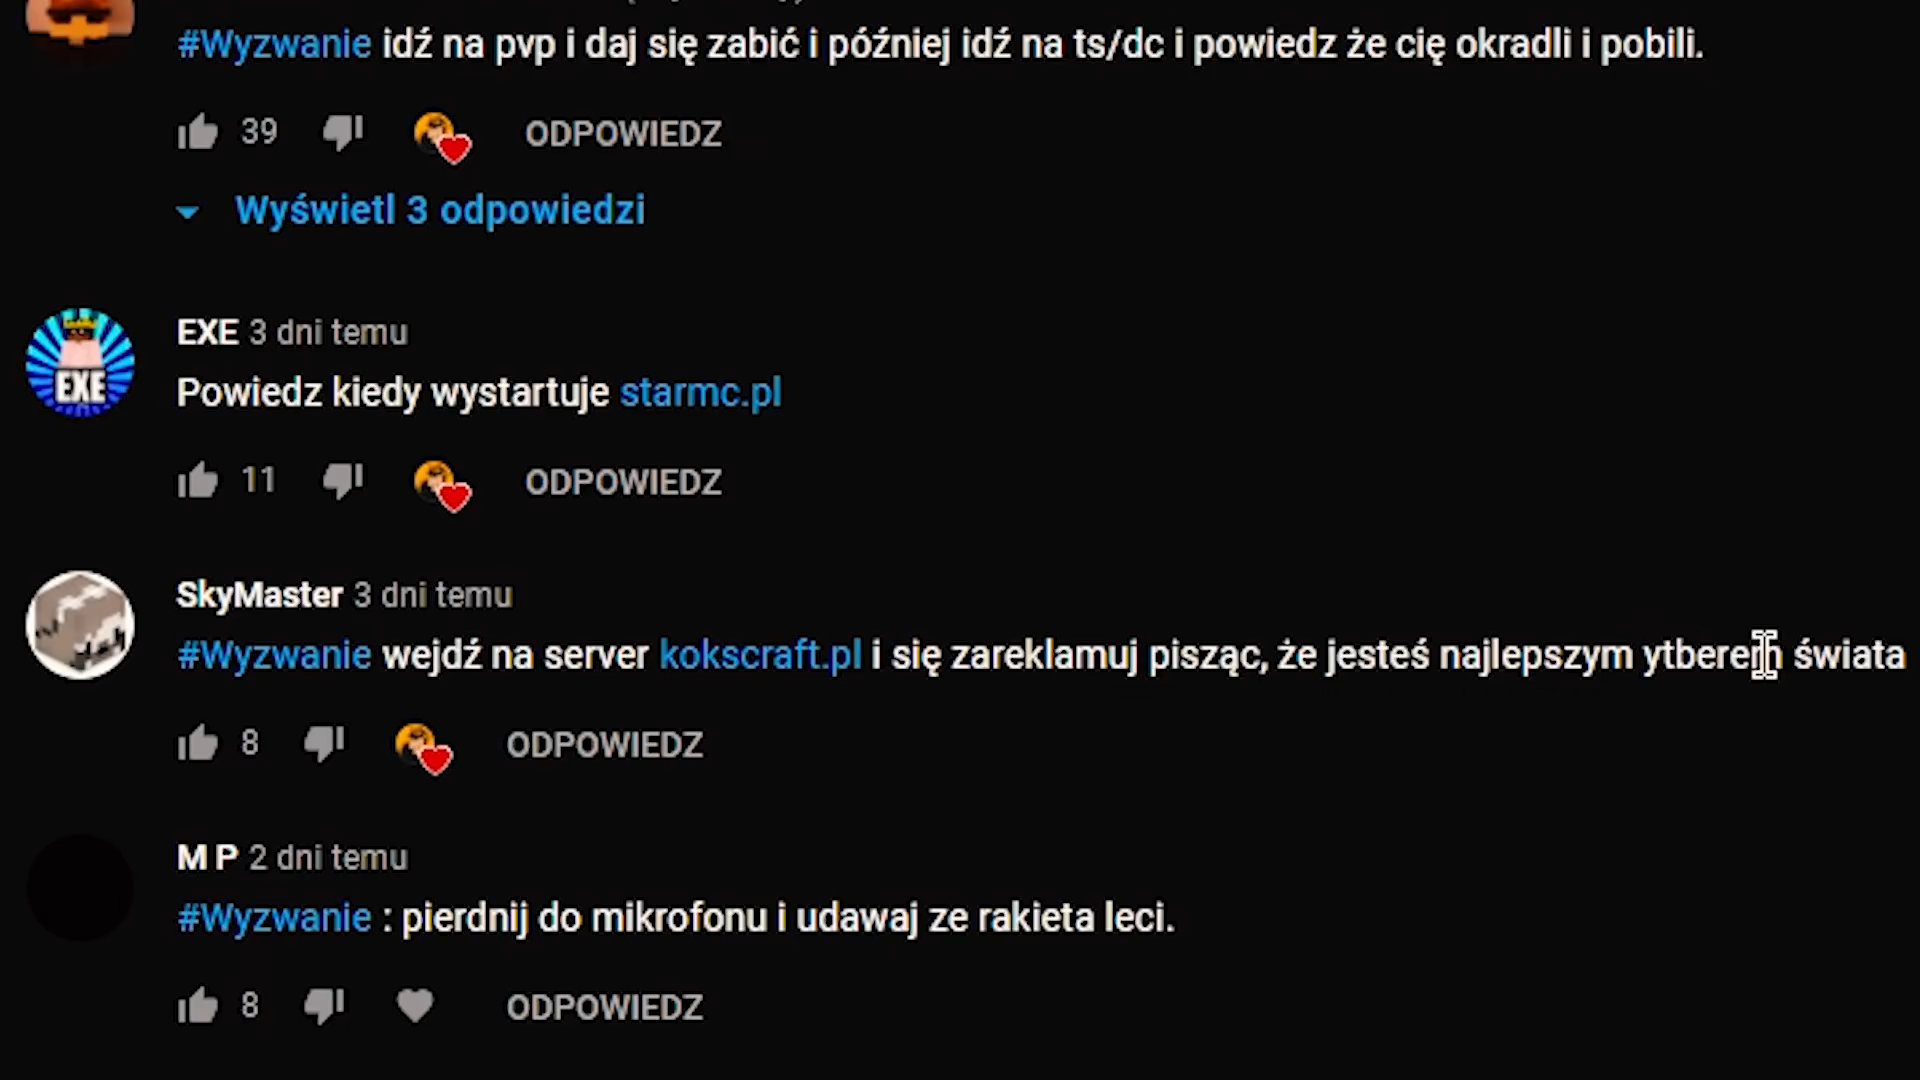 #Wyzwanie idź na pvp i daj się zabić i później idź na ts/dc i powiedz że cię okradli i pobili.
39 ODPOWIEDZ
Wyświetl 3 odpowiedzi
EXE 3 dni temu
EXE
Powiedz kiedy wystartuje starmc.pl
11 ODPOWIEDZ
SkyMaster 3 dni temu
#Wyzwanie wejdź na server kokscraft.pl i się zareklamuj pisząc, że jesteś najlepszym ytberem świata
8 ODPOWIEDZ
M P 2 dni temu
#Wyzwanie : pierdnij do mikrofonu i udawaj ze rakieta leci.
8 ODPOWIEDZ